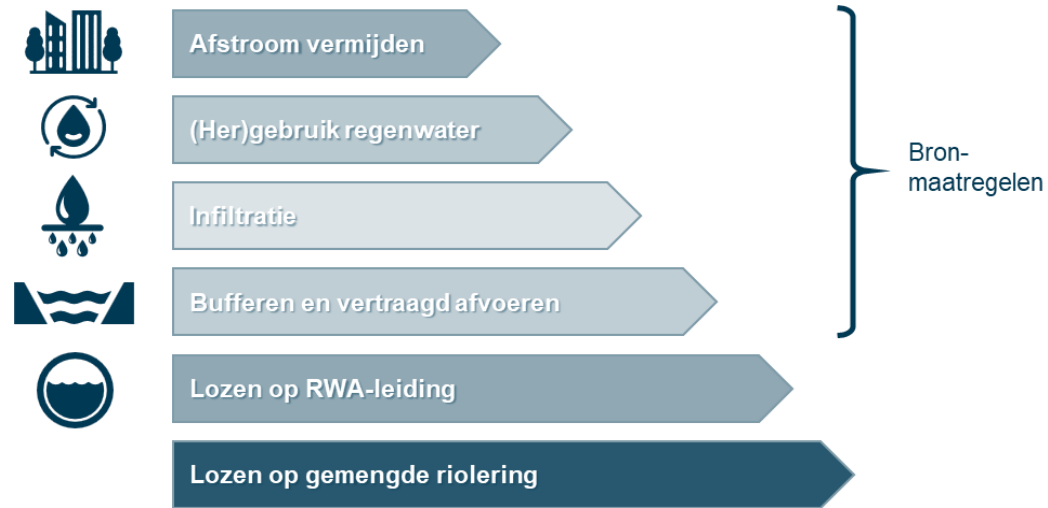 Afstroom vermijden
(Her)gebruik regenwater
Infiltratie
Bufferen en vertraagd afvoeren
Lozen op RWA-leiding
Lozen op gemengde riolering
Bron-
maatregelen